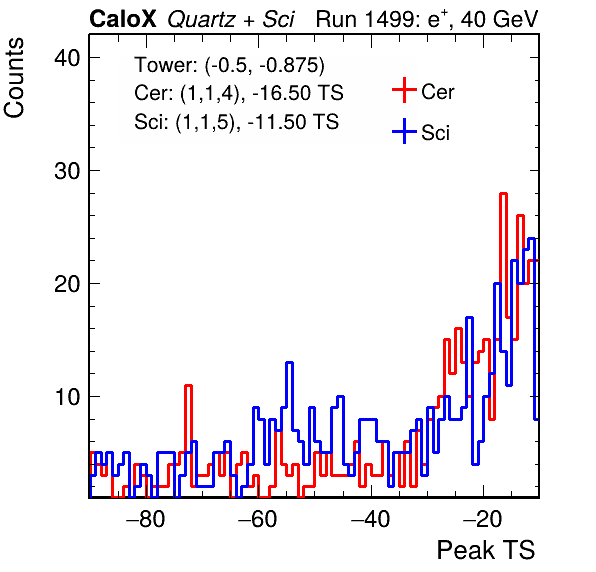 CaloX Quartz + Sci Run 1499: e⁺, 40 GeV
Counts
40
30
20
10
Tower: (-0.5, -0.875)
Cer: (1,1,4), -16.50 TS
Sci: (1,1,5), -11.50 TS
Cer
Sci
−80 −60 −40 −20
Peak TS